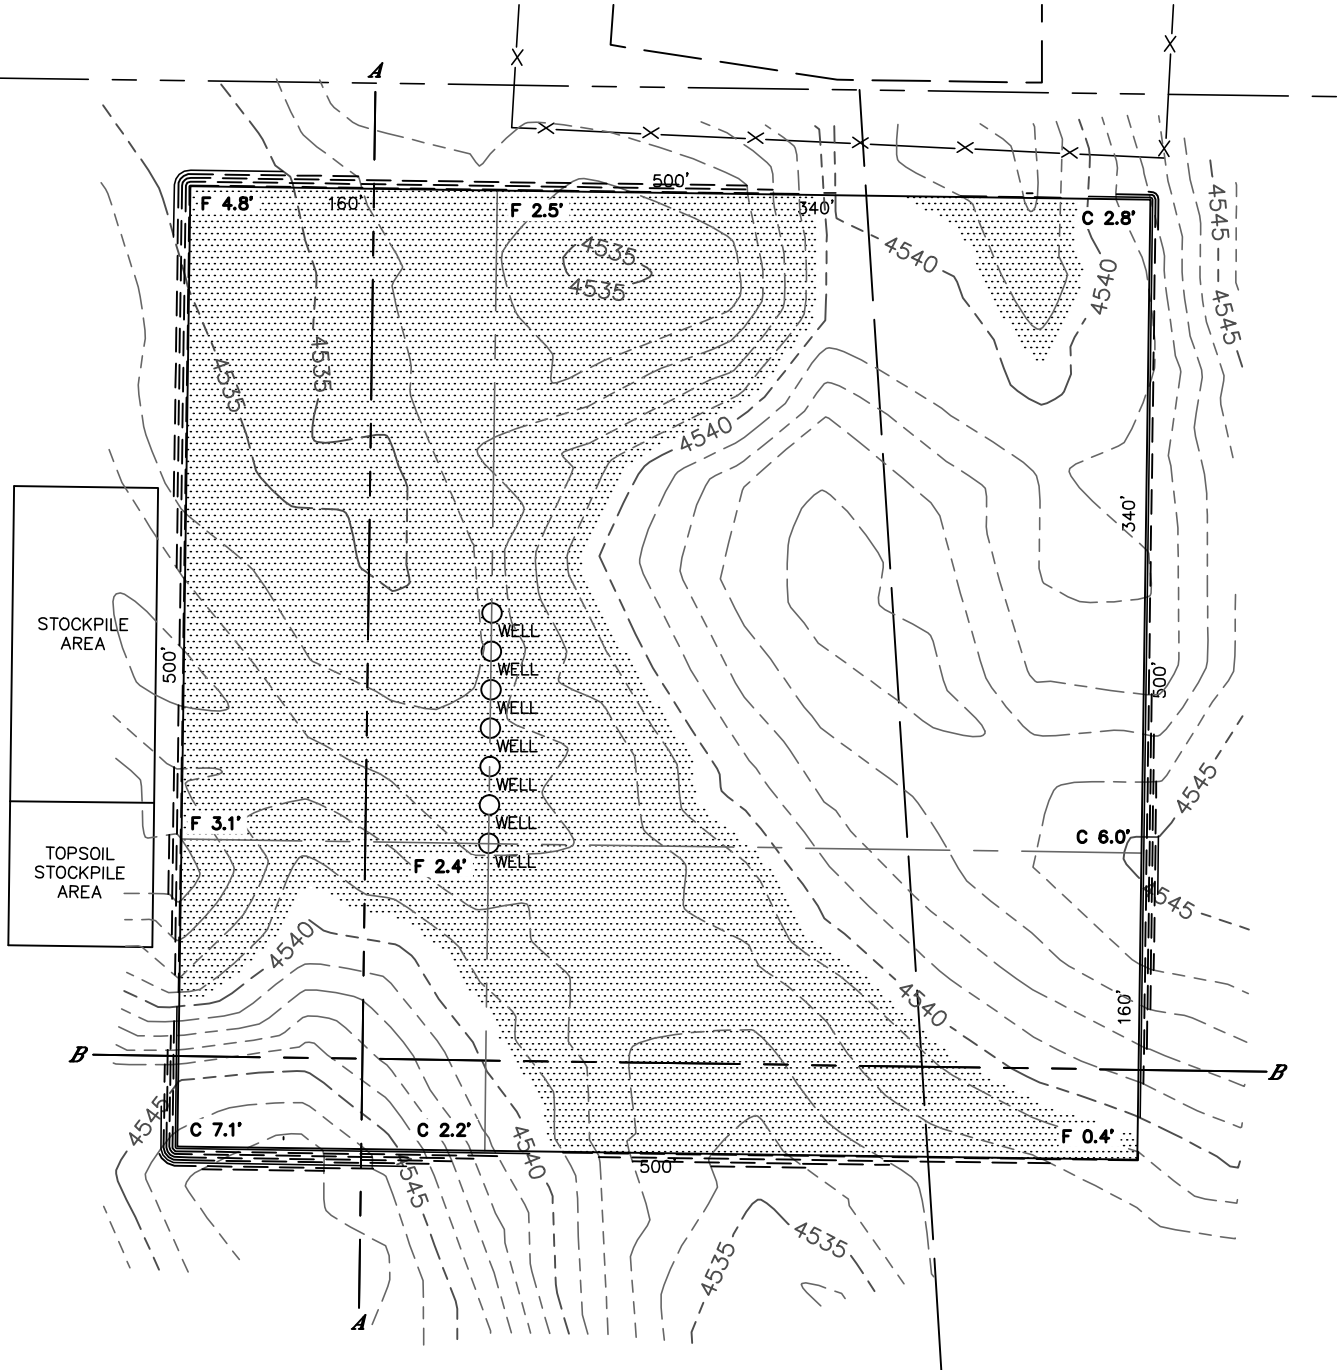 A
500'
F 4.8'
160'
F 2.5'
340'
C 2.8'
4545
4535
4540
4535
4540
4545
4535
4535
4540
340'
STOCKPILE
AREA
WELL
500'
WELL
500'
WELL
WELL
WELL
4545
F 3.1'
WELL
C 6.0'
TOPSOIL
STOCKPILE
AREA
F 2.4'
WELL
4545
4540
4540
160'
B
B
4545
C 7.1'
C 2.2'
4540
F 0.4'
500'
4545
4535
4535
A